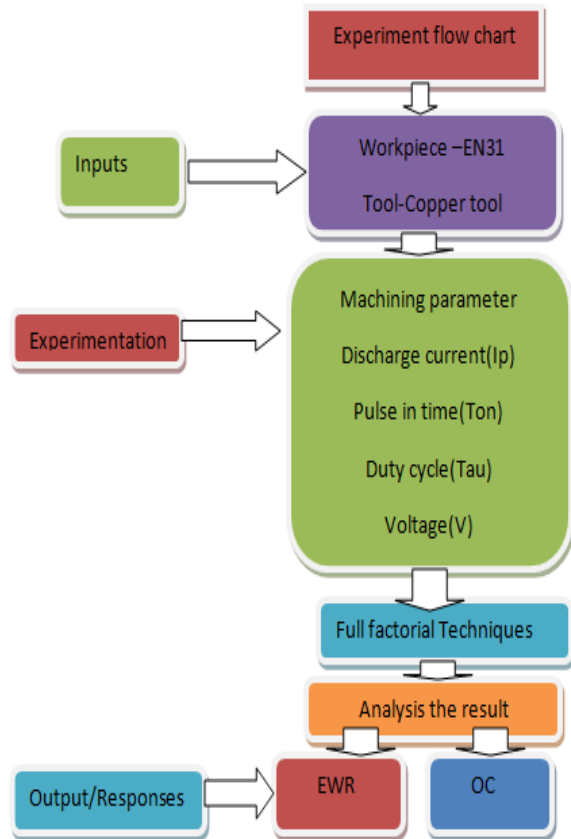 Experiment flow chart
Inputs
Workpiece –EN31
Tool-Copper tool
Experimentation
Machining parameter
Discharge current(Ip)
Pulse in time(Ton)
Duty cycle(Tau)
Voltage(V)
Full factorial Techniques
Analysis the result
Output/Responses
EWR
OC